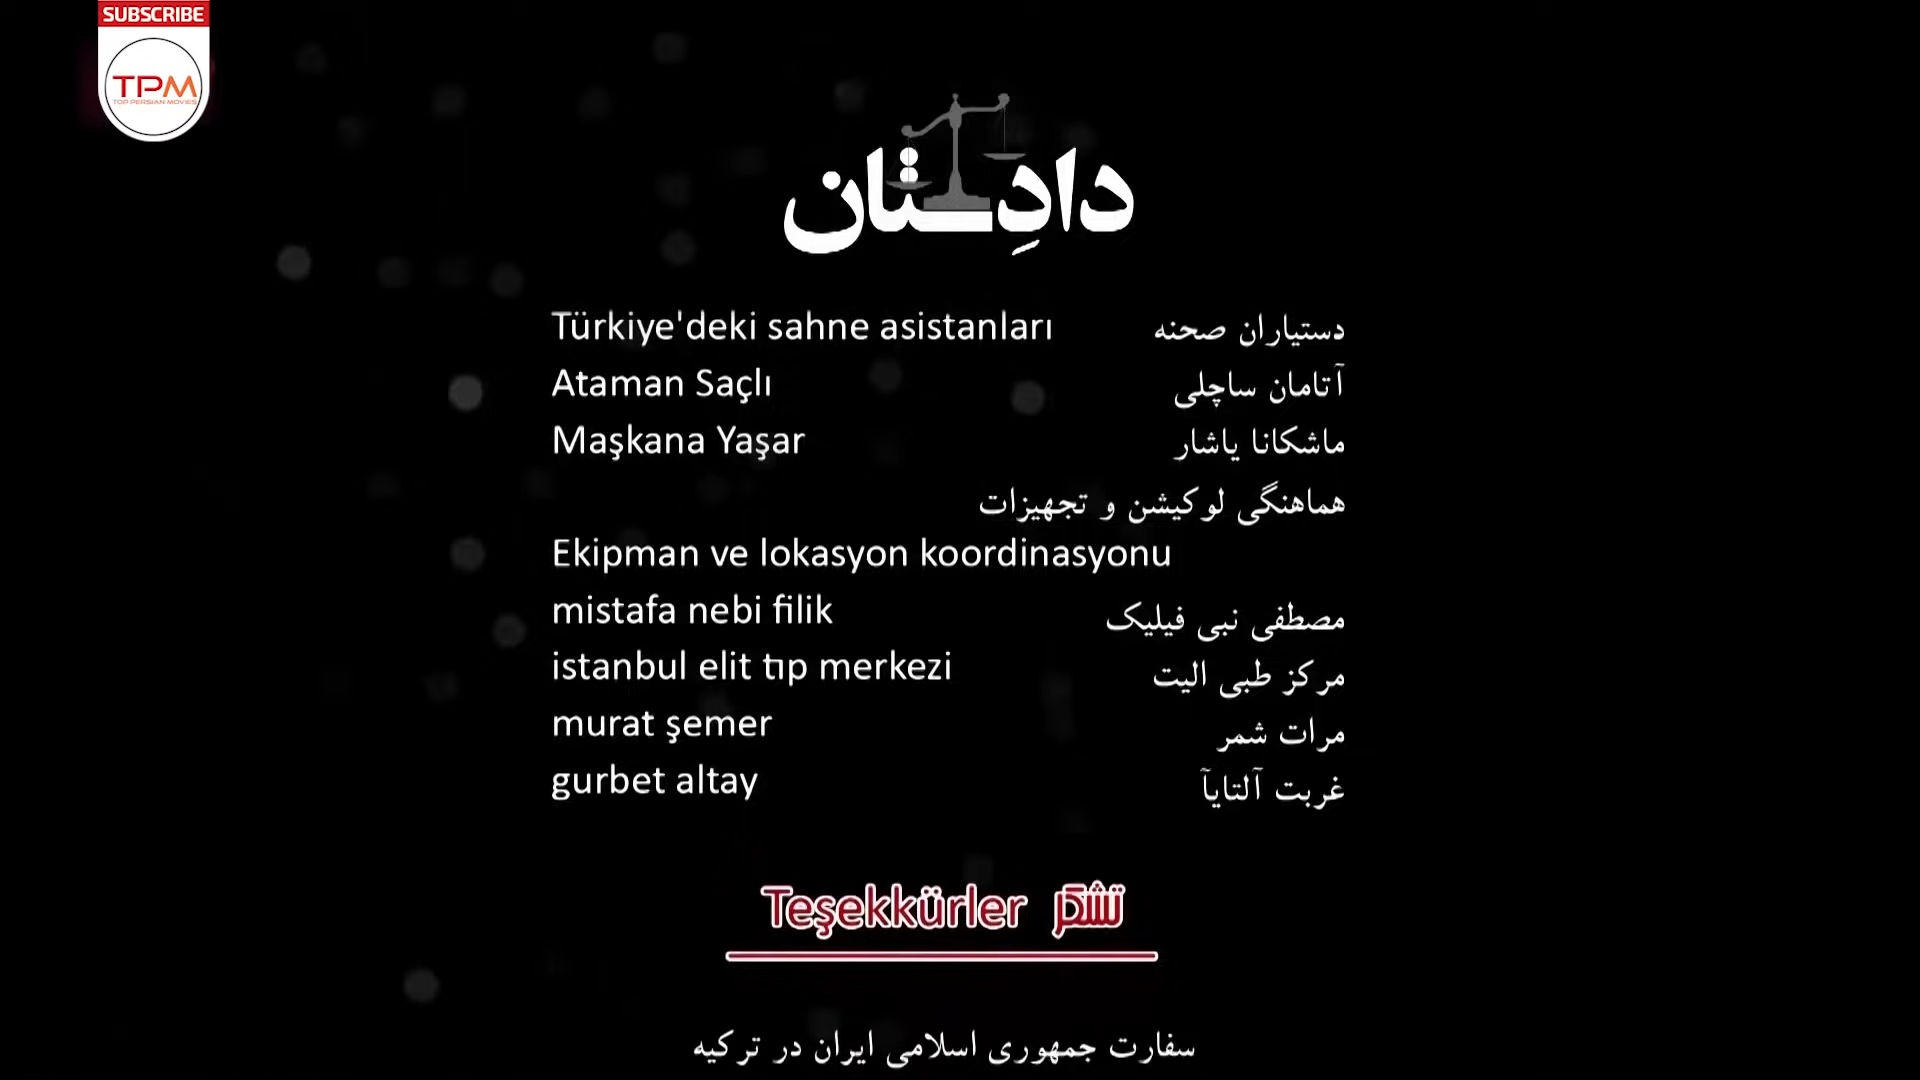 SUBSCRIBE
TPM
TOP PERSIAN MOVIES
دادِستان
Türkiye'deki sahne asistanları دستیاران صحنه
Ataman Saçlı آتامان ساچلی
Maşkana Yaşar ماشکانا یاشار
هماهنگی لوکیشن و تجهیزات
Ekipman ve lokasyon koordinasyonu
mistafa nebi filik مصطفی نبی فیلیک
istanbul elit tıp merkezi مرکز طبی الیت
murat şemer مرات شمر
gurbet altay غربت آلتایآ
Teşekkürler تشکر
سفارت جمهوری اسلامی ایران در ترکیه